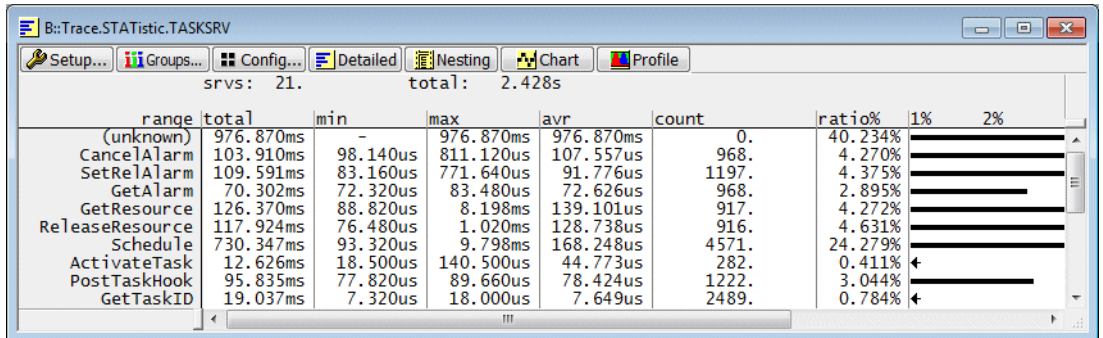 B::Trace.STATistic.TASKSRV
Setup... Groups... Config... Detailed Nesting Chart Profile
srvs: 21. total: 2.428s
range total min max avr count ratio% 1% 2%
(unknown) 976.870ms - 976.870ms 976.870ms 0. 40.234%
CancelAlarm 103.910ms 98.140us 811.120us 107.557us 968. 4.270%
SetRelAlarm 109.591ms 83.160us 771.640us 91.776us 1197. 4.375%
GetAlarm 70.302ms 72.320us 83.480us 72.626us 968. 2.895%
GetResource 126.370ms 88.820us 8.198ms 139.101us 917. 4.272%
ReleaseResource 117.924ms 76.480us 1.020ms 128.738us 916. 4.631%
Schedule 730.347ms 93.320us 9.798ms 168.248us 4571. 24.279%
ActivateTask 12.626ms 18.500us 140.500us 44.773us 282. 0.411%
PostTaskHook 95.835ms 77.820us 89.660us 78.424us 1222. 3.044%
GetTaskID 19.037ms 7.320us 18.000us 7.649us 2489. 0.784%